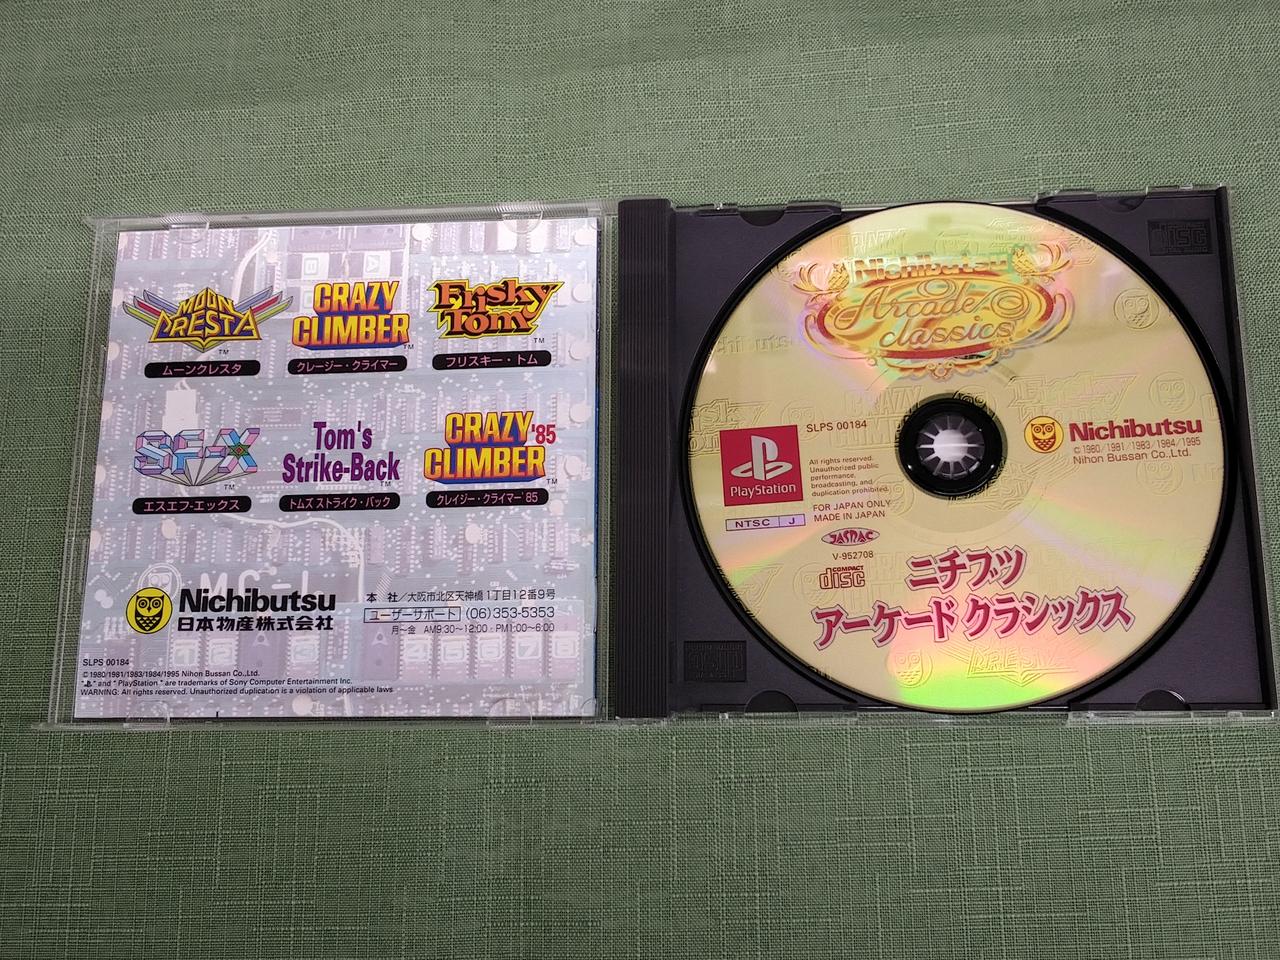 MOON CRESTA TM
ムーンクレスタ
CRAZY CLIMBER TM
クレージー・クライマー
Frisky Tom TM
フリスキー・トム
SF-X TM
エスエフ-エックス
Tom's Strike-Back TM
トムズ ストライク・バック
CRAZY CLIMBER '85 TM
クレイジー・クライマー'85
Nichibutsu
日本物産株式会社
本 社／大阪市北区天神橋1丁目12番9号
ユーザーサポート (06)353-5353
月〜金 AM9:30〜12:00・PM1:00〜6:00
SLPS 00184
©1980/1981/1983/1984/1995 Nihon Bussan Co.,Ltd.
" " and " PlayStation " are trademarks of Sony Computer Entertainment Inc.
WARNING: All rights reserved. Unauthorized duplication is a violation of applicable laws.
Nichibutsu
Arcade
classics
SLPS 00184
PlayStation
All rights reserved.
Unauthorized public
performance,
broadcasting, and
duplication prohibited.
NTSC J
FOR JAPAN ONLY
MADE IN JAPAN
JASRAC
V-952708
COMPACT
disc
Nichibutsu
©1980/1981/1983/1984/1995
Nihon Bussan Co.,Ltd.
ニチブツ
アーケード クラシックス